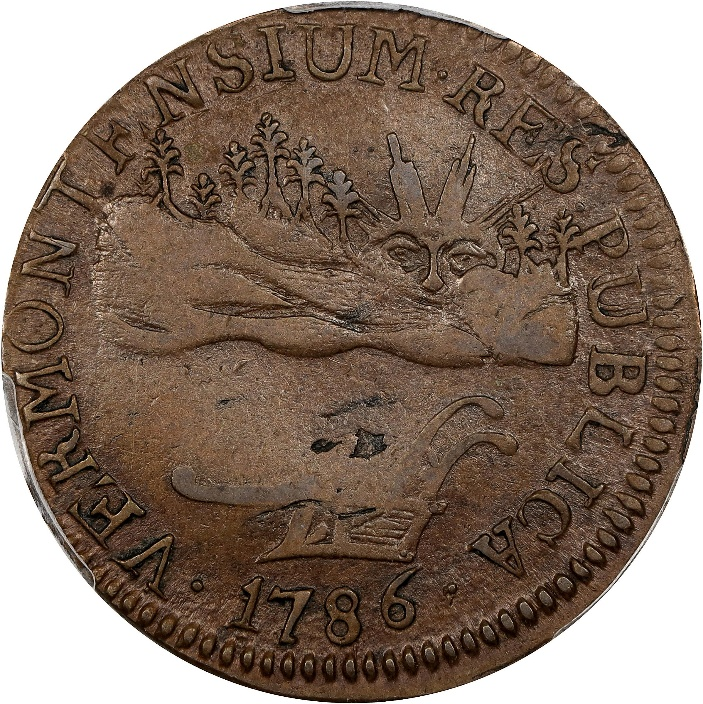 VERMONTENSIUM · RES · PUBLICA ·
1786 ·